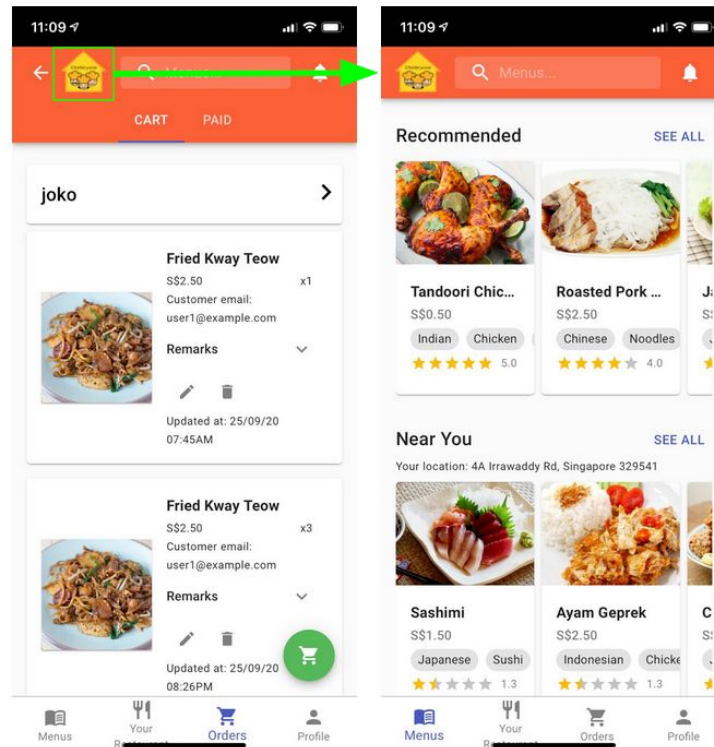 11:09
Menus...
CART PAID
joko
Fried Kway Teow
S$2.50 x1
Customer email:
user1@example.com
Remarks
Updated at: 25/09/20
07:45AM
Fried Kway Teow
S$2.50 x3
Customer email:
user1@example.com
Remarks
Updated at: 25/09/20
08:26PM
Menus
Your
Restaurant
Orders
Profile
11:09
Menus...
Recommended SEE ALL
Tandoori Chic...
S$0.50
Indian Chicken
5.0
Roasted Pork ...
S$2.50
Chinese Noodles
4.0
Near You SEE ALL
Your location: 4A Irrawaddy Rd, Singapore 329541
Sashimi
S$1.50
Japanese Sushi
1.3
Ayam Geprek
S$2.50
Indonesian Chicke
1.3
Menus
Your
Restaurant
Orders
Profile